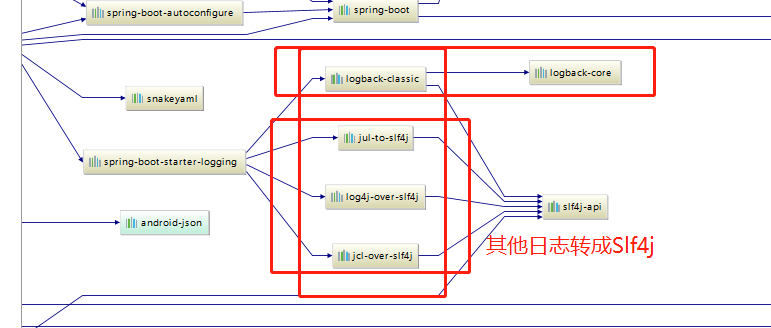 spring-boot-autoconfigure
spring-boot
logback-classic
logback-core
snakeyaml
jul-to-slf4j
spring-boot-starter-logging
log4j-over-slf4j
slf4j-api
android-json
jcl-over-slf4j
其他日志转成Slf4j